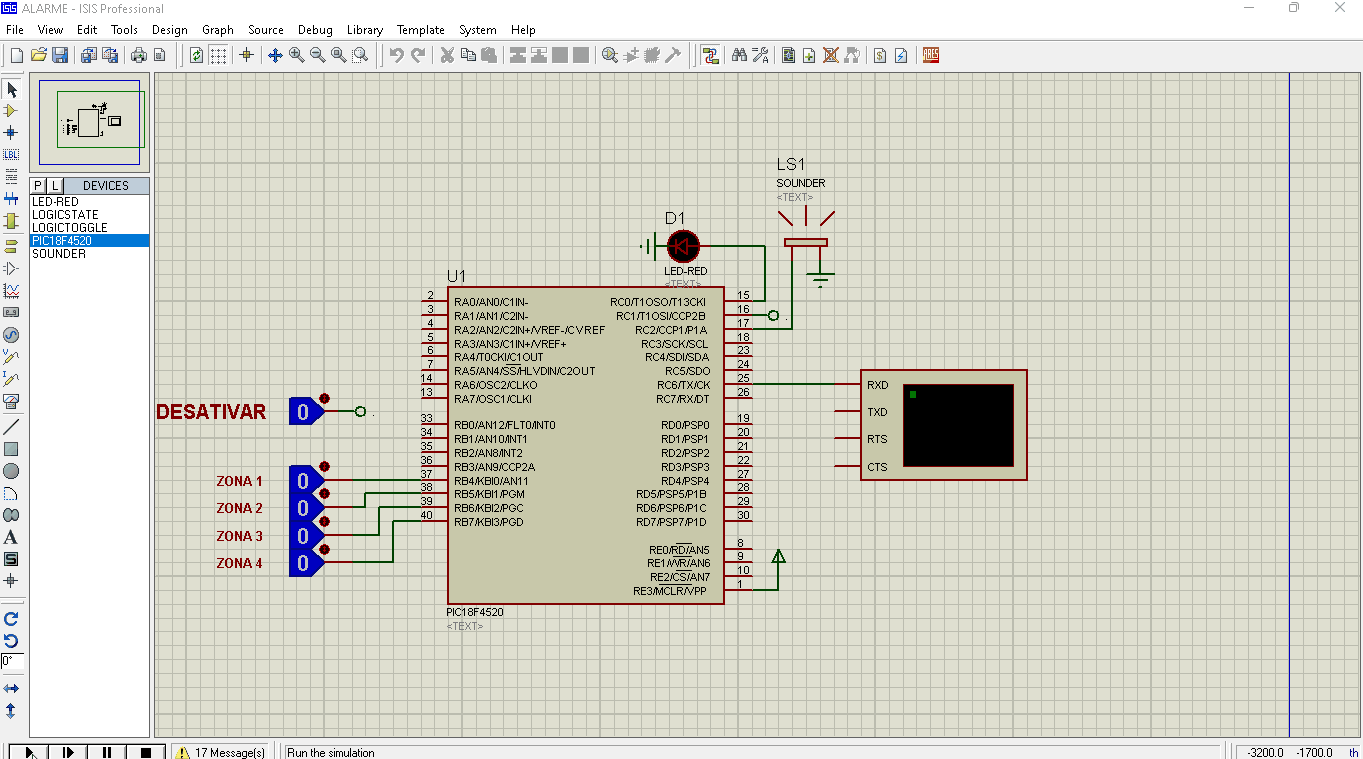 ISIS ALARME - ISIS Professional
File View Edit Tools Design Graph Source Debug Library Template System Help
LBL
P L DEVICES
LED-RED
LOGICSTATE
LOGICTOGGLE
PIC18F4520
SOUNDER
A
S
V
I
0°
LS1
SOUNDER
<TEXT>
D1
LED-RED
<TEXT>
U1
2 RA0/AN0/C1IN-
3 RA1/AN1/C2IN-
4 RA2/AN2/C2IN+/VREF-/CVREF
5 RA3/AN3/C1IN+/VREF+
6 RA4/T0CKI/C1OUT
7 RA5/AN4/SS/HLVDIN/C2OUT
14 RA6/OSC2/CLKO
13 RA7/OSC1/CLKI
33 RB0/AN12/FLT0/INT0
34 RB1/AN10/INT1
35 RB2/AN8/INT2
36 RB3/AN9/CCP2A
37 RB4/KBI0/AN11
38 RB5/KBI1/PGM
39 RB6/KBI2/PGC
40 RB7/KBI3/PGD
RC0/T1OSO/T13CKI 15
RC1/T1OSI/CCP2B 16
RC2/CCP1/P1A 17
RC3/SCK/SCL 18
RC4/SDI/SDA 23
RC5/SDO 24
RC6/TX/CK 25
RC7/RX/DT 26
RD0/PSP0 19
RD1/PSP1 20
RD2/PSP2 21
RD3/PSP3 22
RD4/PSP4 27
RD5/PSP5/P1B 28
RD6/PSP6/P1C 29
RD7/PSP7/P1D 30
RE0/RD/AN5 8
RE1/WR/AN6 9
RE2/CS/AN7 10
RE3/MCLR/VPP 1
PIC18F4520
<TEXT>
DESATIVAR 0
ZONA 1 0
ZONA 2 0
ZONA 3 0
ZONA 4 0
RXD
TXD
RTS
CTS
17 Message(s) Run the simulation -3200.0 -1700.0 th